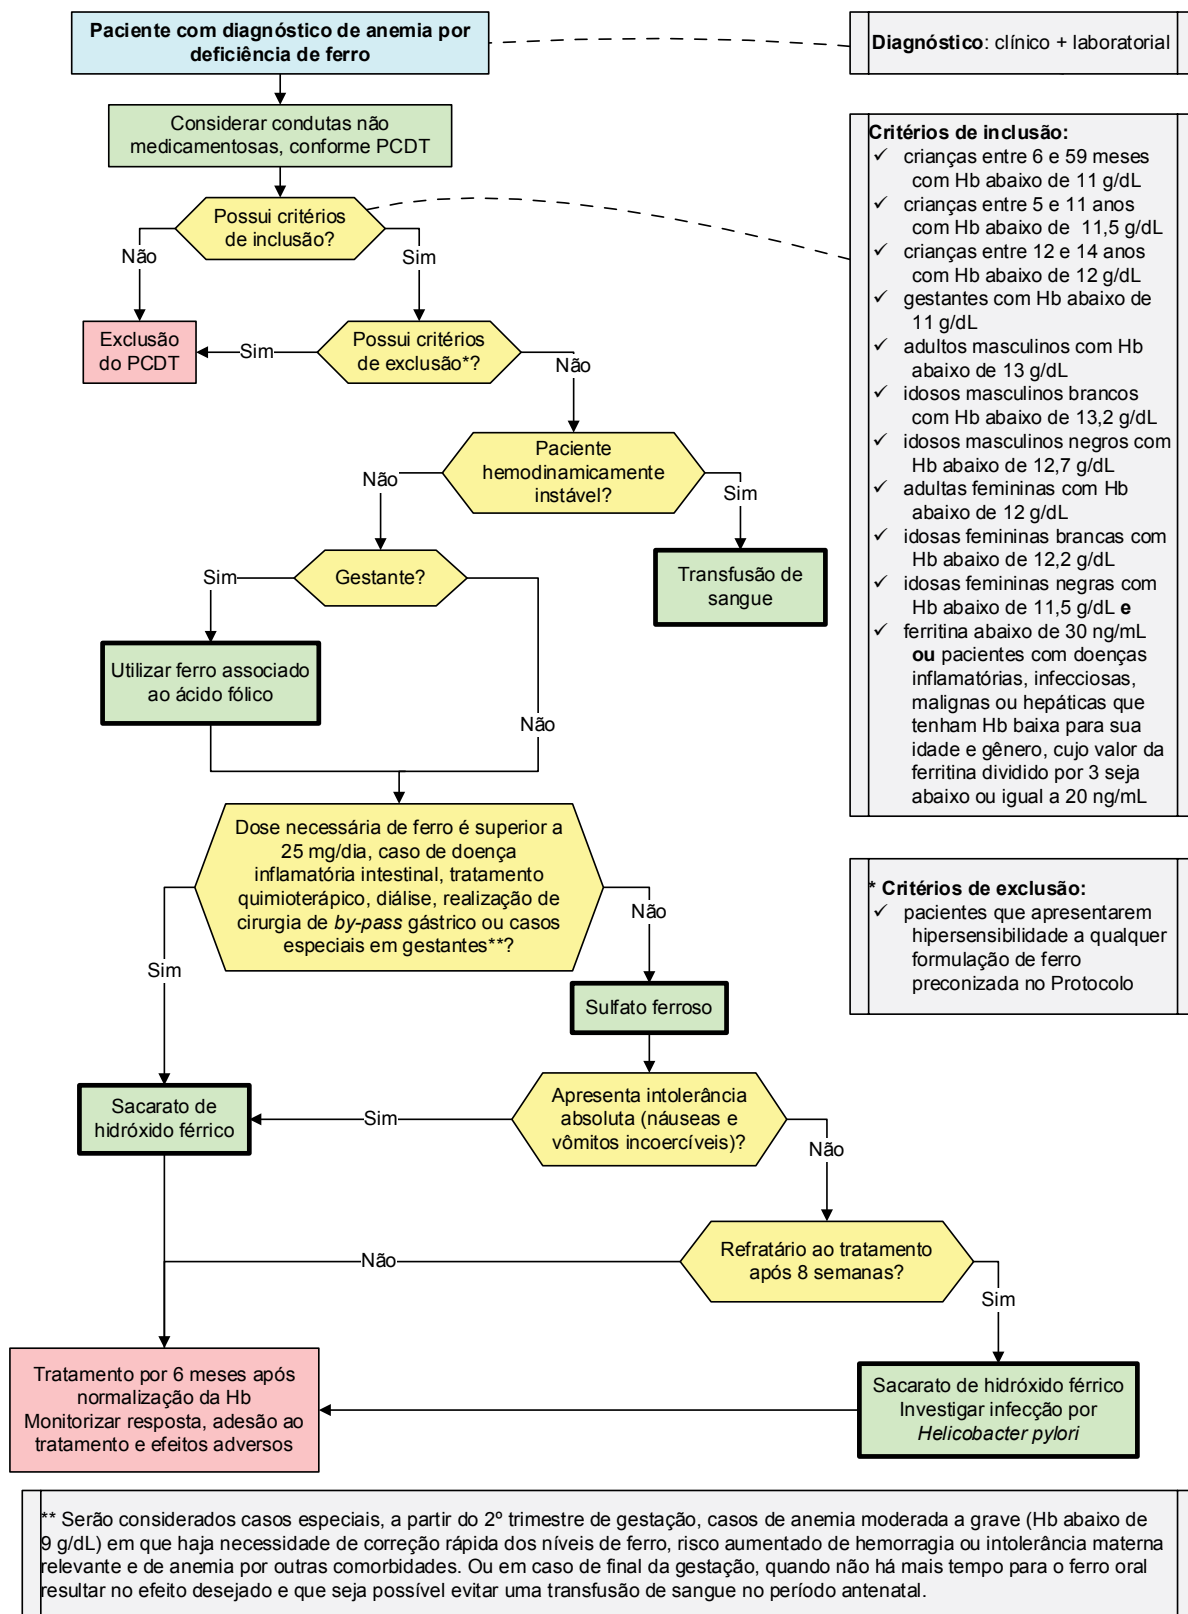 Paciente com diagnóstico de anemia por
deficiência de ferro
Diagnóstico: clínico + laboratorial
Considerar condutas não
medicamentosas, conforme PCDT
Critérios de inclusão:
✓ crianças entre 6 e 59 meses
com Hb abaixo de 11 g/dL
✓ crianças entre 5 e 11 anos
com Hb abaixo de 11,5 g/dL
✓ crianças entre 12 e 14 anos
com Hb abaixo de 12 g/dL
✓ gestantes com Hb abaixo de
11 g/dL
✓ adultos masculinos com Hb
abaixo de 13 g/dL
✓ idosos masculinos brancos
com Hb abaixo de 13,2 g/dL
✓ idosos masculinos negros com
Hb abaixo de 12,7 g/dL
✓ adultas femininas com Hb
abaixo de 12 g/dL
✓ idosas femininas brancas com
Hb abaixo de 12,2 g/dL
✓ idosas femininas negras com
Hb abaixo de 11,5 g/dL e
✓ ferritina abaixo de 30 ng/mL
ou pacientes com doenças
inflamatórias, infecciosas,
malignas ou hepáticas que
tenham Hb baixa para sua
idade e gênero, cujo valor da
ferritina dividido por 3 seja
abaixo ou igual a 20 ng/mL
Possui critérios
de inclusão?
Não
Sim
Exclusão
do PCDT
Sim
Possui critérios
de exclusão*?
Não
Paciente
hemodinamicamente
instável?
Não
Sim
Transfusão de
sangue
Gestante?
Sim
Não
Utilizar ferro associado
ao ácido fólico
Dose necessária de ferro é superior a
25 mg/dia, caso de doença
inflamatória intestinal, tratamento
quimioterápico, diálise, realização de
cirurgia de by-pass gástrico ou casos
especiais em gestantes**?
Sim
Não
* Critérios de exclusão:
✓ pacientes que apresentarem
hipersensibilidade a qualquer
formulação de ferro
preconizada no Protocolo
Sulfato ferroso
Sacarato de
hidróxido férrico
Sim
Apresenta intolerância
absoluta (náuseas e
vômitos incoercíveis)?
Não
Não
Refratário ao tratamento
após 8 semanas?
Sim
Tratamento por 6 meses após
normalização da Hb
Monitorizar resposta, adesão ao
tratamento e efeitos adversos
Sacarato de hidróxido férrico
Investigar infecção por
Helicobacter pylori
** Serão considerados casos especiais, a partir do 2º trimestre de gestação, casos de anemia moderada a grave (Hb abaixo de
9 g/dL) em que haja necessidade de correção rápida dos níveis de ferro, risco aumentado de hemorragia ou intolerância materna
relevante e de anemia por outras comorbidades. Ou em caso de final da gestação, quando não há mais tempo para o ferro oral
resultar no efeito desejado e que seja possível evitar uma transfusão de sangue no período antenatal.